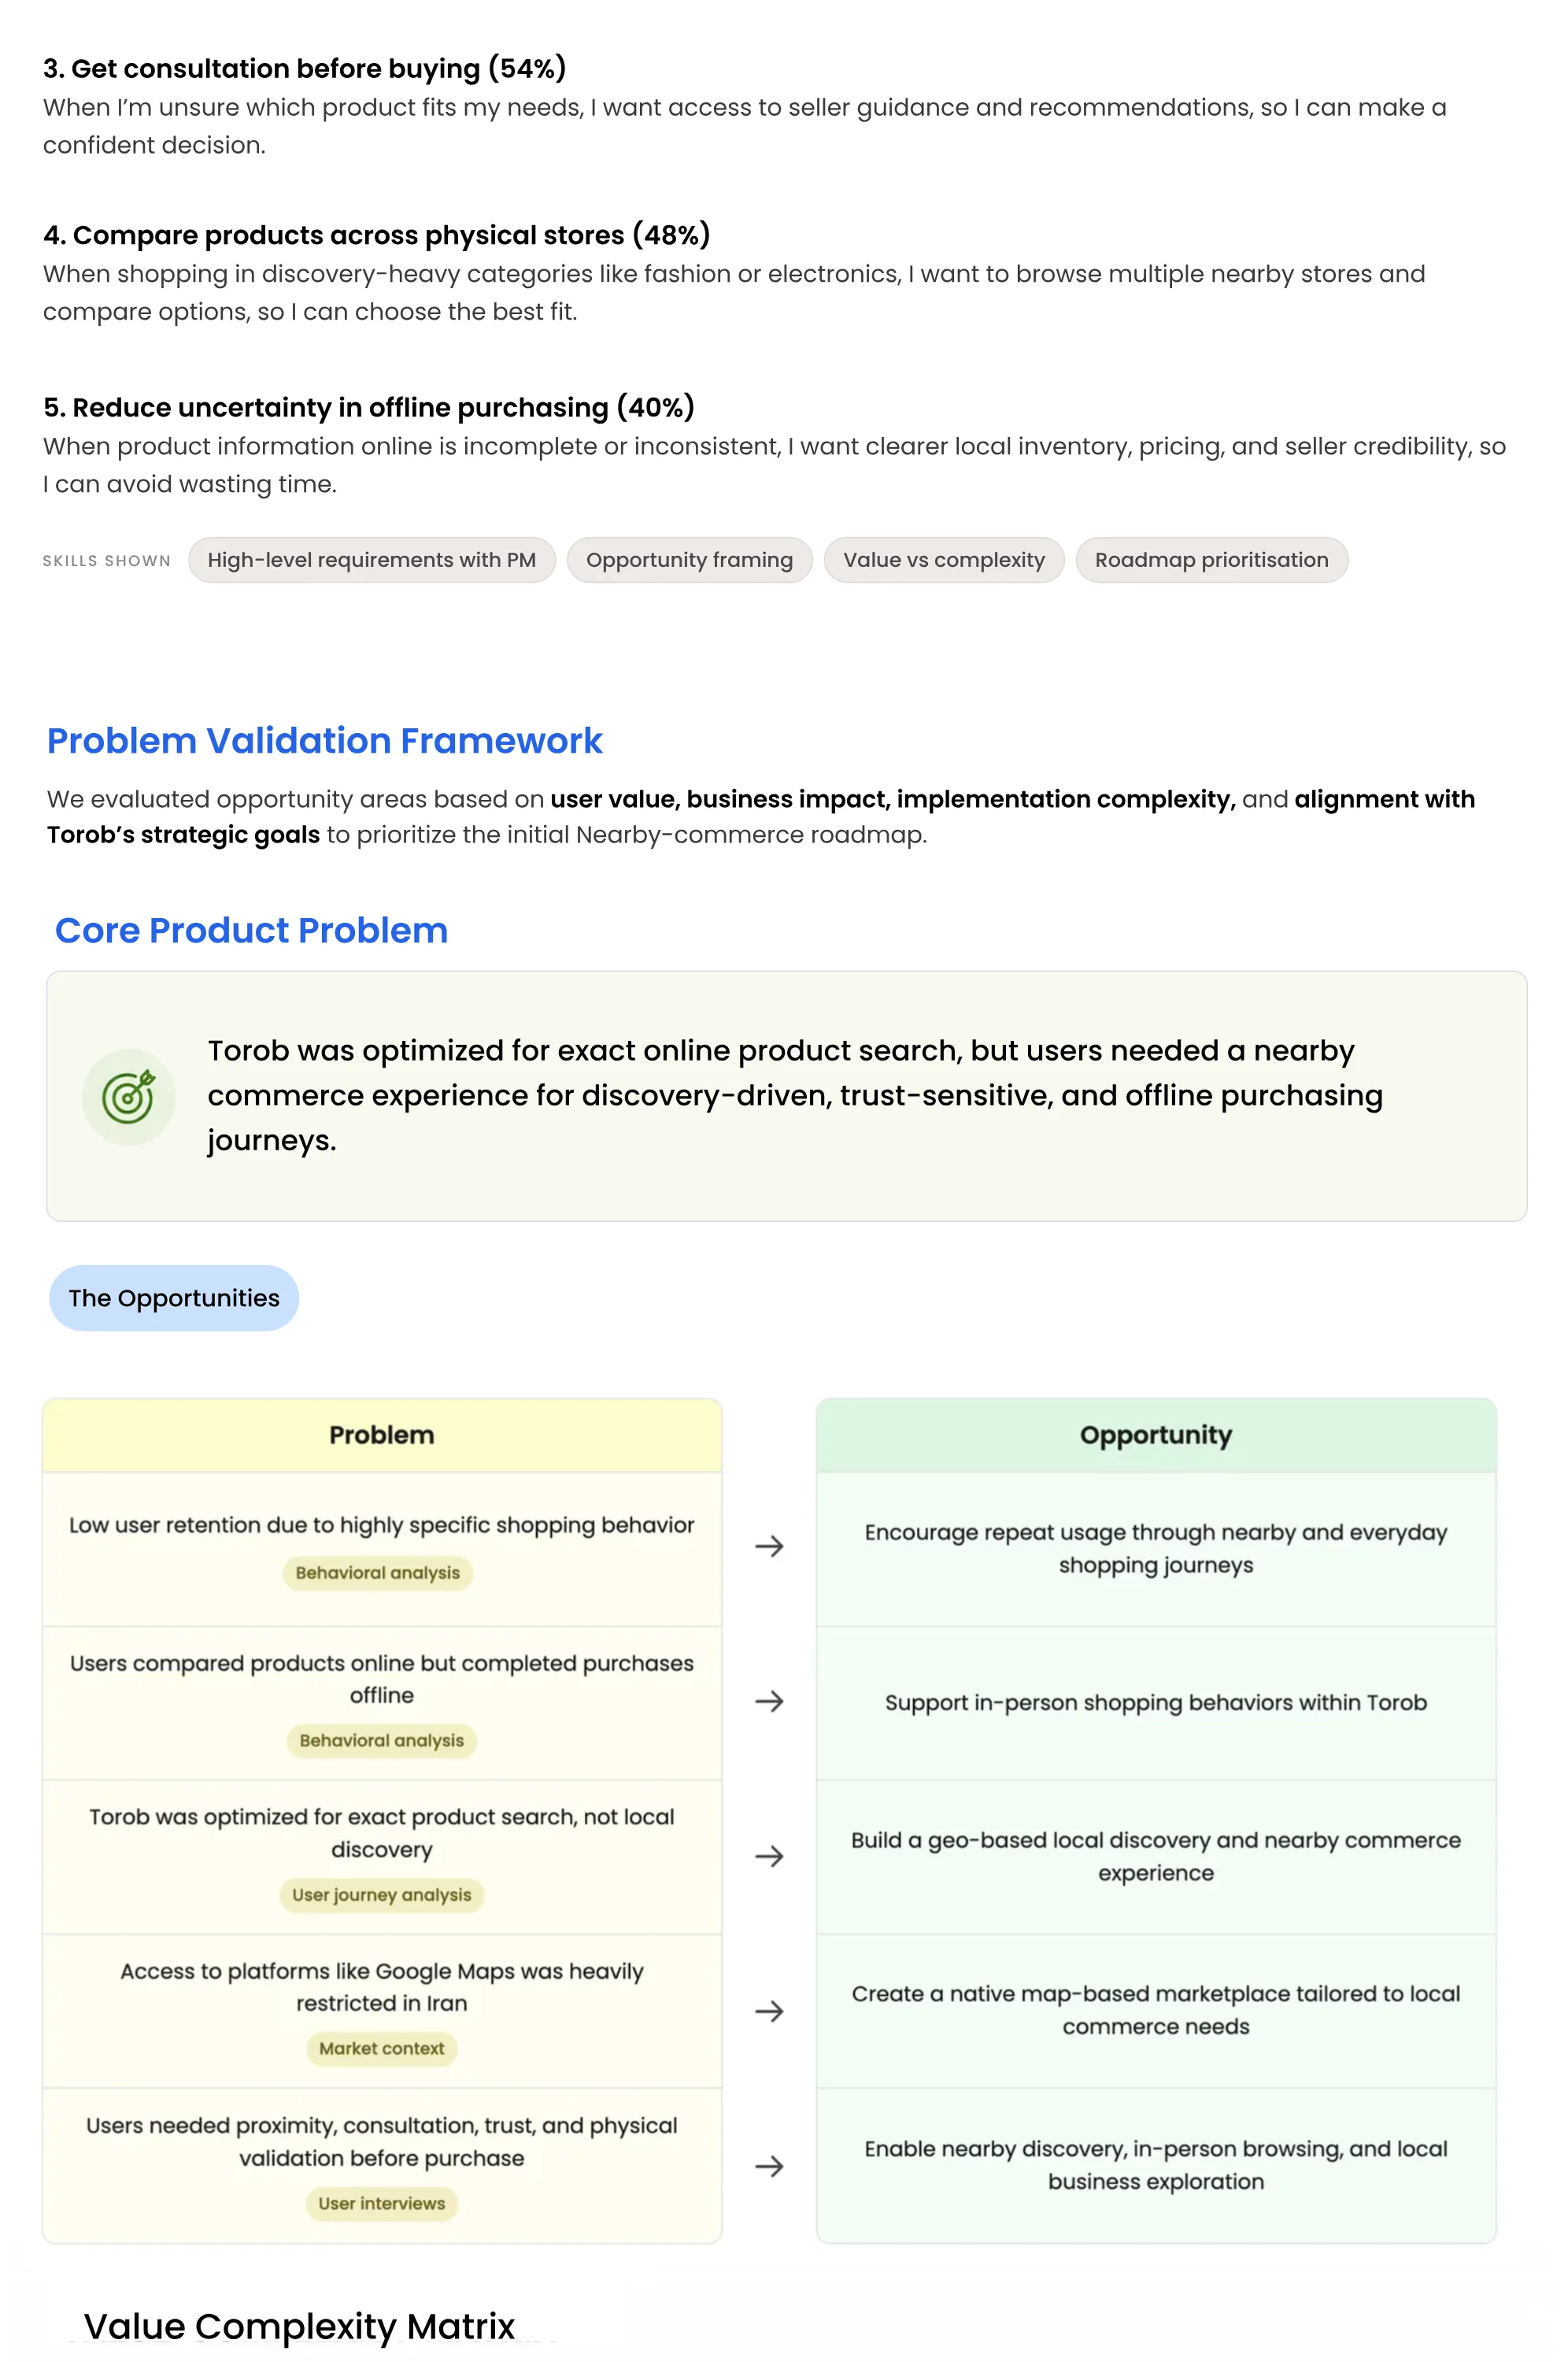 3. Get consultation before buying (54%)
When I’m unsure which product fits my needs, I want access to seller guidance and recommendations, so I can make a
confident decision.
4. Compare products across physical stores (48%)
When shopping in discovery-heavy categories like fashion or electronics, I want to browse multiple nearby stores and
compare options, so I can choose the best fit.
5. Reduce uncertainty in offline purchasing (40%)
When product information online is incomplete or inconsistent, I want clearer local inventory, pricing, and seller credibility, so
I can avoid wasting time.
SKILLS SHOWN High-level requirements with PM Opportunity framing Value vs complexity Roadmap prioritisation
Problem Validation Framework
We evaluated opportunity areas based on user value, business impact, implementation complexity, and alignment with
Torob’s strategic goals to prioritize the initial Nearby-commerce roadmap.
Core Product Problem
Torob was optimized for exact online product search, but users needed a nearby
commerce experience for discovery-driven, trust-sensitive, and offline purchasing
journeys.
The Opportunities
Problem
Low user retention due to highly specific shopping behavior
Behavioral analysis
Users compared products online but completed purchases
offline
Behavioral analysis
Torob was optimized for exact product search, not local
discovery
User journey analysis
Access to platforms like Google Maps was heavily
restricted in Iran
Market context
Users needed proximity, consultation, trust, and physical
validation before purchase
User interviews
Opportunity
Encourage repeat usage through nearby and everyday
shopping journeys
Support in-person shopping behaviors within Torob
Build a geo-based local discovery and nearby commerce
experience
Create a native map-based marketplace tailored to local
commerce needs
Enable nearby discovery, in-person browsing, and local
business exploration
Value Complexity Matrix